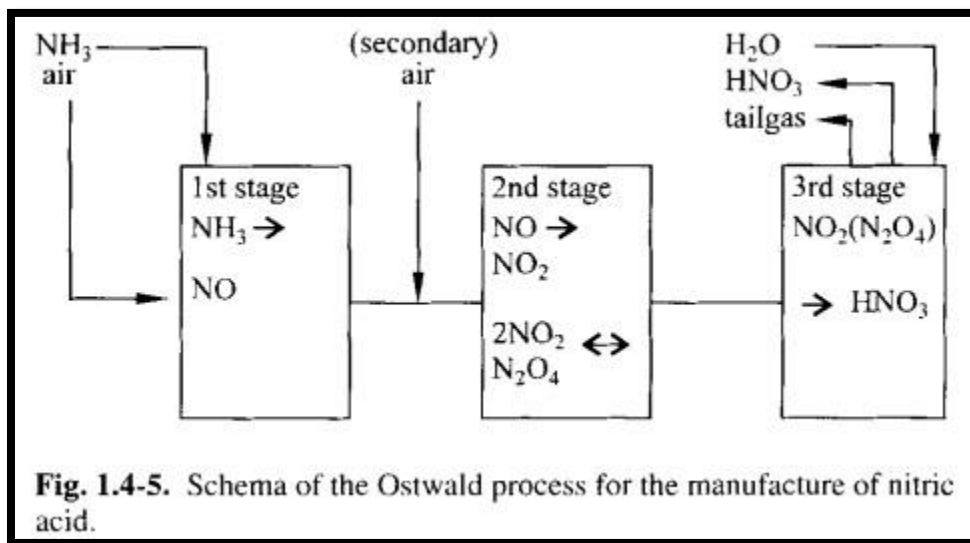 NH₃
air
(secondary)
air
H₂O
HNO₃
tailgas
1st stage
NH₃ →
NO
2nd stage
NO →
NO₂
2NO₂ ↔
N₂O₄
3rd stage
NO₂(N₂O₄)
→ HNO₃
Fig. 1.4-5. Schema of the Ostwald process for the manufacture of nitric
acid.